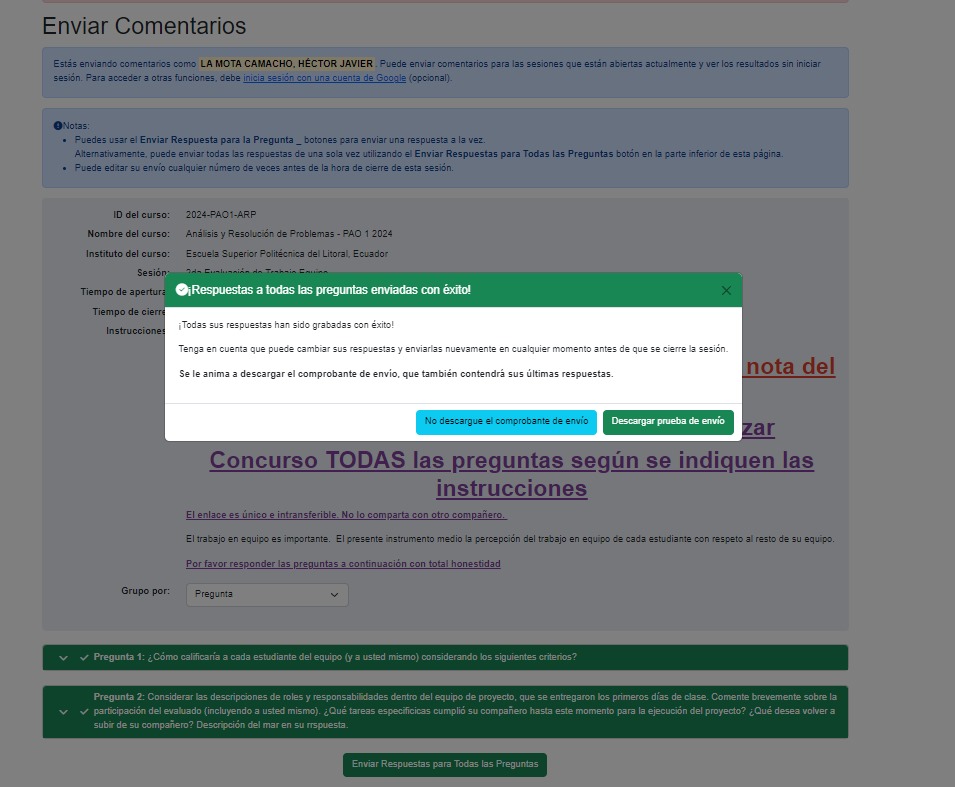 Enviar Comentarios
Estás enviando comentarios como LA MOTA CAMACHO, HÉCTOR JAVIER . Puede enviar comentarios para las sesiones que están abiertas actualmente y ver los resultados sin iniciar
sesión. Para acceder a otras funciones, debe inicia sesión con una cuenta de Google (opcional).
Notas:
• Puedes usar el Enviar Respuesta para la Pregunta _ botones para enviar una respuesta a la vez.
Alternativamente, puede enviar todas las respuestas de una sola vez utilizando el Enviar Respuestas para Todas las Preguntas botón en la parte inferior de esta página.
• Puede editar su envío cualquier número de veces antes de la hora de cierre de esta sesión.
ID del curso: 2024-PAO1-ARP
Nombre del curso: Análisis y Resolución de Problemas - PAO 1 2024
Instituto del curso: Escuela Superior Politécnica del Litoral, Ecuador
Sesión: 2da Evaluación de Trabajo Equipo
Tiempo de apertura
Tiempo de cierre
Instrucciones
¡Respuestas a todas las preguntas enviadas con éxito!
¡Todas sus respuestas han sido grabadas con éxito!
Tenga en cuenta que puede cambiar sus respuestas y enviarlas nuevamente en cualquier momento antes de que se cierre la sesión.
Se le anima a descargar el comprobante de envío, que también contendrá sus últimas respuestas.
No descargue el comprobante de envío Descargar prueba de envío
nota del
zar
Concurso TODAS las preguntas según se indiquen las
instrucciones
El enlace es único e intransferible. No lo comparta con otro compañero.
El trabajo en equipo es importante. El presente instrumento medio la percepción del trabajo en equipo de cada estudiante con respeto al resto de su equipo.
Por favor responder las preguntas a continuación con total honestidad
Grupo por: Pregunta
Pregunta 1: ¿Cómo calificaría a cada estudiante del equipo (y a usted mismo) considerando los siguientes criterios?
Pregunta 2: Considerar las descripciones de roles y responsabilidades dentro del equipo de proyecto, que se entregaron los primeros días de clase. Comente brevemente sobre la
participación del evaluado (incluyendo a usted mismo). ¿Qué tareas especificicas cumplió su compañero hasta este momento para la ejecución del proyecto? ¿Qué desea volver a
subir de su compañero? Descripción del mar en su rrspuesta.
Enviar Respuestas para Todas las Preguntas